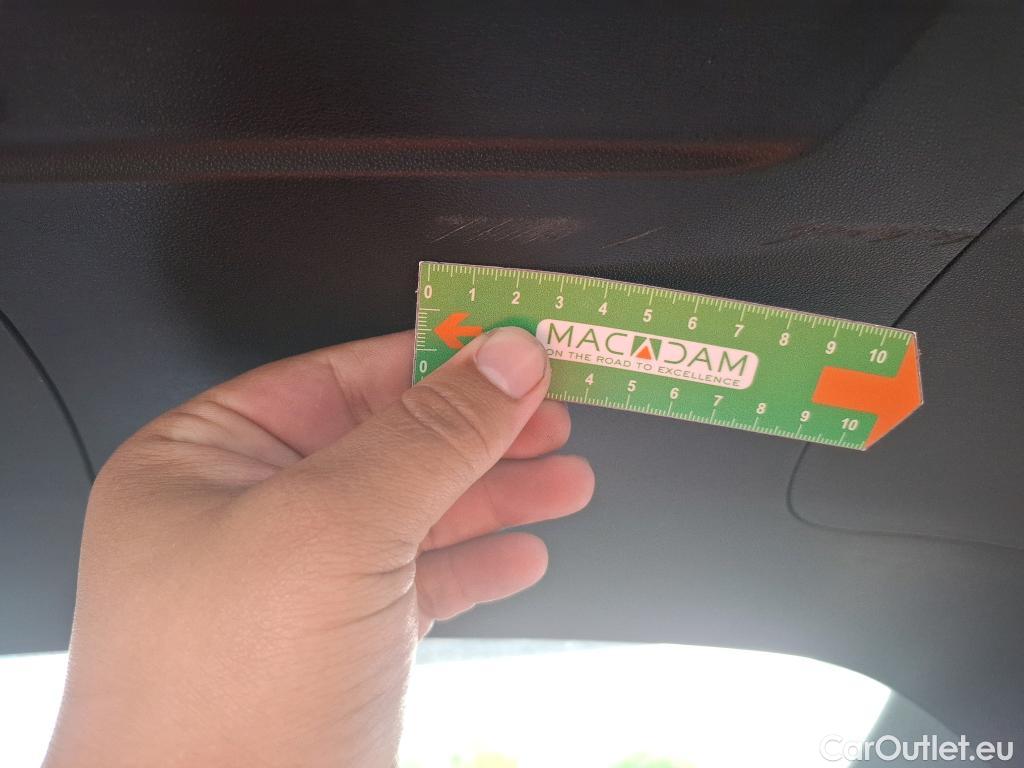 0 1 2 3 4 5 6 7 8 9 10
MACADAM
ON THE ROAD TO EXCELLENCE
0 4 5 6 7 8 9 10
CarOutlet.eu